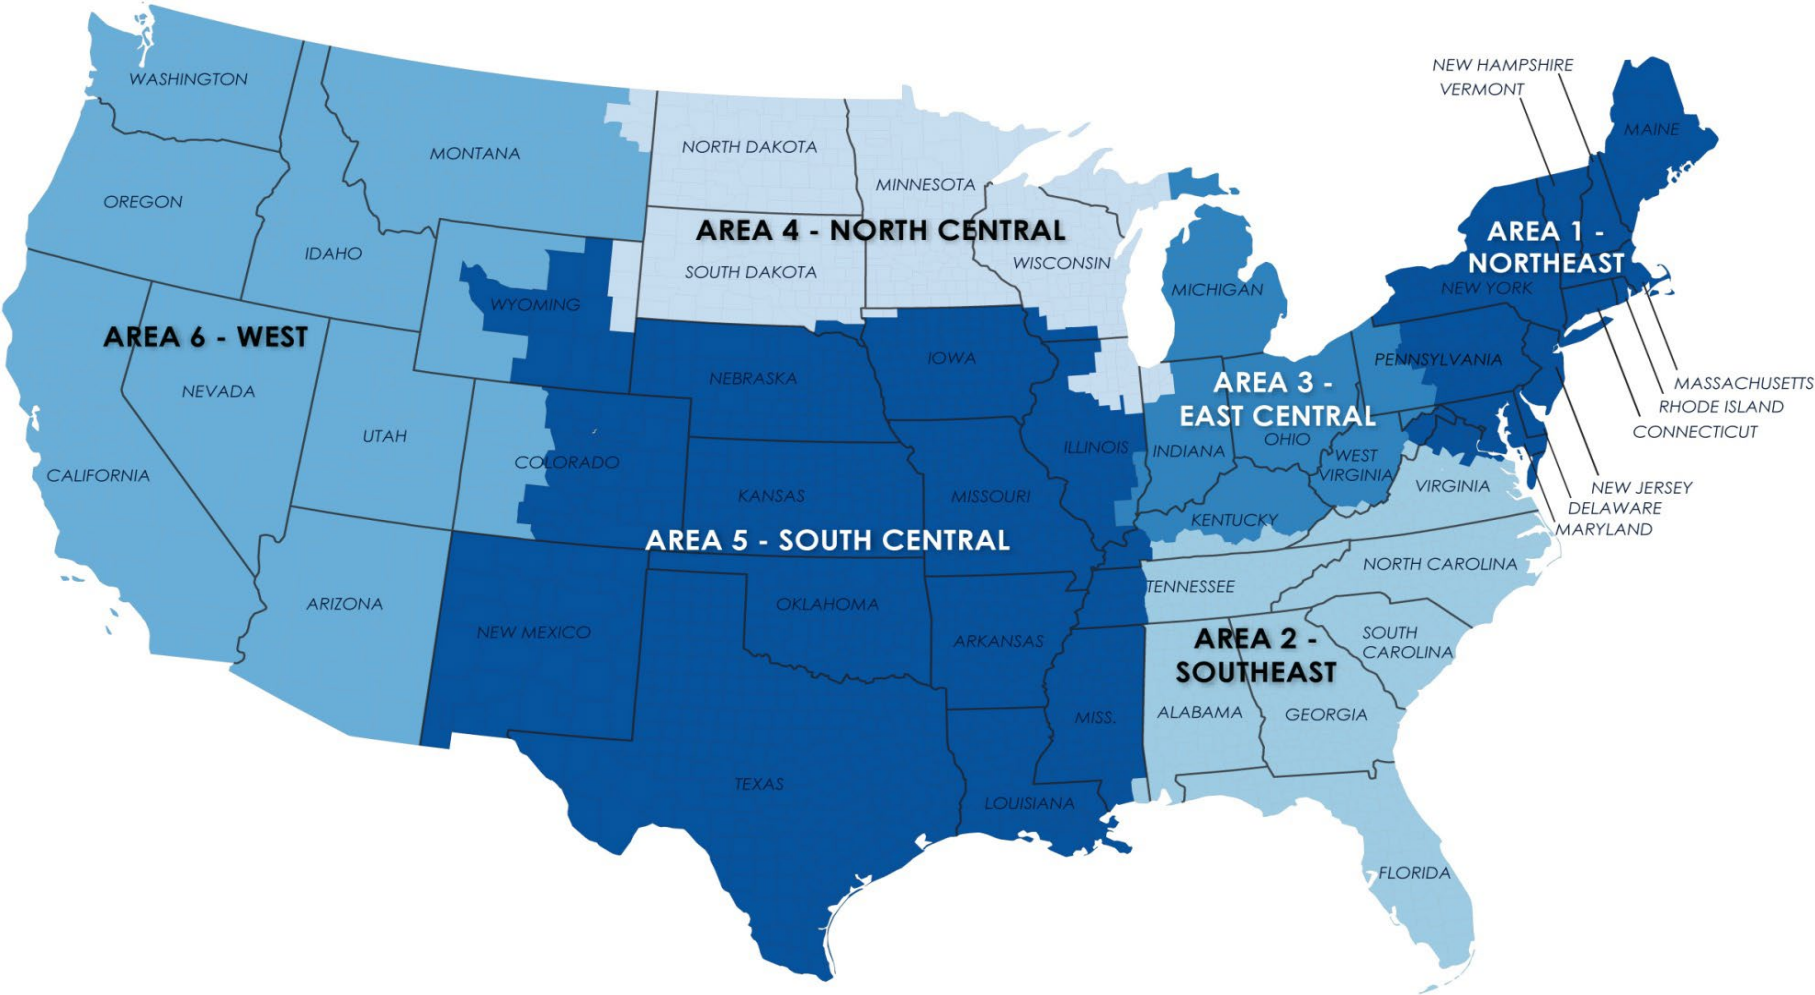 NEW HAMPSHIRE
VERMONT
WASHINGTON
MAINE
MONTANA
NORTH DAKOTA
MINNESOTA
OREGON
AREA 4 - NORTH CENTRAL
AREA 1 -
NORTHEAST
IDAHO
SOUTH DAKOTA
WISCONSIN
MICHIGAN
NEW YORK
WYOMING
AREA 6 - WEST
IOWA
PENNSYLVANIA
NEBRASKA
AREA 3 -
EAST CENTRAL
MASSACHUSETTS
RHODE ISLAND
CONNECTICUT
NEVADA
UTAH
OHIO
ILLINOIS
INDIANA
WEST
VIRGINIA
COLORADO
CALIFORNIA
KANSAS
MISSOURI
VIRGINIA
NEW JERSEY
DELAWARE
MARYLAND
KENTUCKY
AREA 5 - SOUTH CENTRAL
NORTH CAROLINA
TENNESSEE
ARIZONA
OKLAHOMA
NEW MEXICO
ARKANSAS
AREA 2 -
SOUTHEAST
SOUTH
CAROLINA
MISS.
ALABAMA
GEORGIA
TEXAS
LOUISIANA
FLORIDA